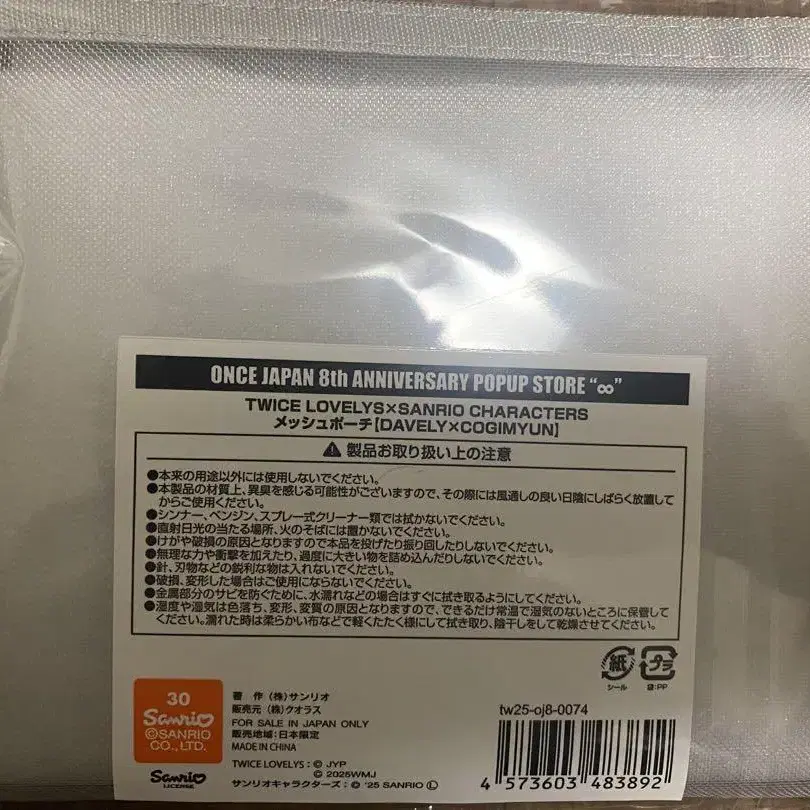 ONCE JAPAN 8th ANNIVERSARY POPUP STORE "∞"
TWICE LOVELYS×SANRIO CHARACTERS
メッシュポーチ[DAVELY×COGIMYUN]
⚠ 製品お取り扱い上の注意
●本来の用途以外には使用しないでください。
●本製品の材質上、異臭を感じる可能性がございますので、その際には風通しの良い日陰にしばらく放置して
からご使用ください。
●シンナー、ベンジン、スプレー式クリーナー類では拭かないでください。
●直射日光の当たる場所、火のそばには置かないでください。
●けがや破損の原因となりますので本品を投げたり振り回したりしないでください。
●無理な力や衝撃を加えたり、過度に大きい物を詰め込んだりしないでください。
●針、刃物などの鋭利な物は入れないでください。
●破損、変形した場合はご使用にならないでください。
●金属部分のサビを防ぐために、水濡れなどの場合はすぐに拭き取るようにしてください。
●湿度や湿気は色落ち、変形、変質の原因となりますので、できるだけ常温で湿気のないところに保管して
ください。濡れた時は柔らかい布などで軽くたたく様にして拭き取り、陰干しをして乾燥させてください。
紙
シール
プラ
袋:PP
30
Sanrio
©SANRIO
CO., LTD.
Sanrio
LICENSE
著 作 (株)サンリオ
販売元 (株)クオラス
FOR SALE IN JAPAN ONLY
販売地域:日本限定
MADE IN CHINA
TWICE LOVELYS: © JYP
© 2025WMJ
サンリオキャラクターズ: © '25 SANRIO Ⓛ
tw25-oj8-0074
4 573603 483892